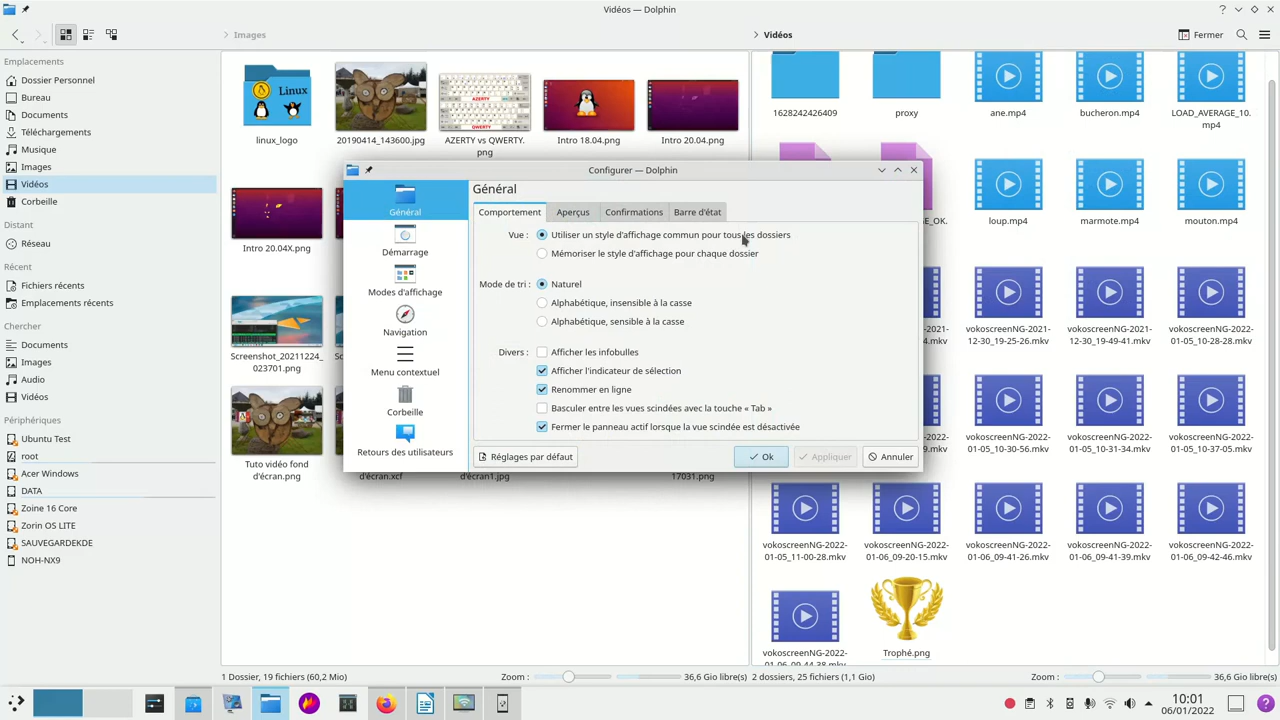 Vidéos — Dolphin
Images
Vidéos
Fermer
Emplacements
Dossier Personnel
Bureau
Documents
Téléchargements
Musique
Images
Vidéos
Corbeille
Distant
Réseau
Récent
Fichiers récents
Emplacements récents
Chercher
Documents
Images
Audio
Vidéos
Périphériques
Ubuntu Test
root
Acer Windows
DATA
Zoine 16 Core
Zorin OS LITE
SAUVEGARDEKDE
NOH-NX9
Linux
linux_logo
20190414_143600.jpg
AZERTY
QWERTY
AZERTY vs QWERTY.
png
Intro 18.04.png
Intro 20.04.png
Intro 20.04X.png
Screenshot_20211224_
023701.png
Tuto vidéo fond
d'écran.png
d'écran.xcf
d'écran1.jpg
17031.png
1628242426409
proxy
ane.mp4
bucheron.mp4
LOAD_AVERAGE_10.
mp4
_OK.
loup.mp4
marmote.mp4
mouton.mp4
-2021-
vokoscreenNG-2021-
12-30_19-25-26.mkv
vokoscreenNG-2021-
12-30_19-49-41.mkv
vokoscreenNG-2022-
01-05_10-28-28.mkv
vokoscreenNG-2022-
01-05_10-30-56.mkv
vokoscreenNG-2022-
01-05_10-31-34.mkv
vokoscreenNG-2022-
01-05_10-57-26.mkv
vokoscreenNG-2022-
01-05_11-00-28.mkv
vokoscreenNG-2022-
01-06_09-20-15.mkv
vokoscreenNG-2022-
01-06_09-41-26.mkv
vokoscreenNG-2022-
01-06_09-41-39.mkv
vokoscreenNG-2022-
01-06_09-42-46.mkv
vokoscreenNG-2022-
01-06_09-44-38.mkv
Trophé.png
Configurer — Dolphin
Général
Démarrage
Modes d'affichage
Navigation
Menu contextuel
Corbeille
Retours des utilisateurs
Général
Comportement
Aperçus
Confirmations
Barre d'état
Vue :
Utiliser un style d'affichage commun pour tous les dossiers
Mémoriser le style d'affichage pour chaque dossier
Mode de tri :
Naturel
Alphabétique, insensible à la casse
Alphabétique, sensible à la casse
Divers :
Afficher les infobulles
Afficher l'indicateur de sélection
Renommer en ligne
Basculer entre les vues scindées avec la touche « Tab »
Fermer le panneau actif lorsque la vue scindée est désactivée
Réglages par défaut
Ok
Appliquer
Annuler
1 Dossier, 19 fichiers (60,2 Mio)
Zoom :
36,6 Gio libre(s)
2 dossiers, 25 fichiers (1,1 Gio)
Zoom :
36,6 Gio libre(s)
10:01
06/01/2022